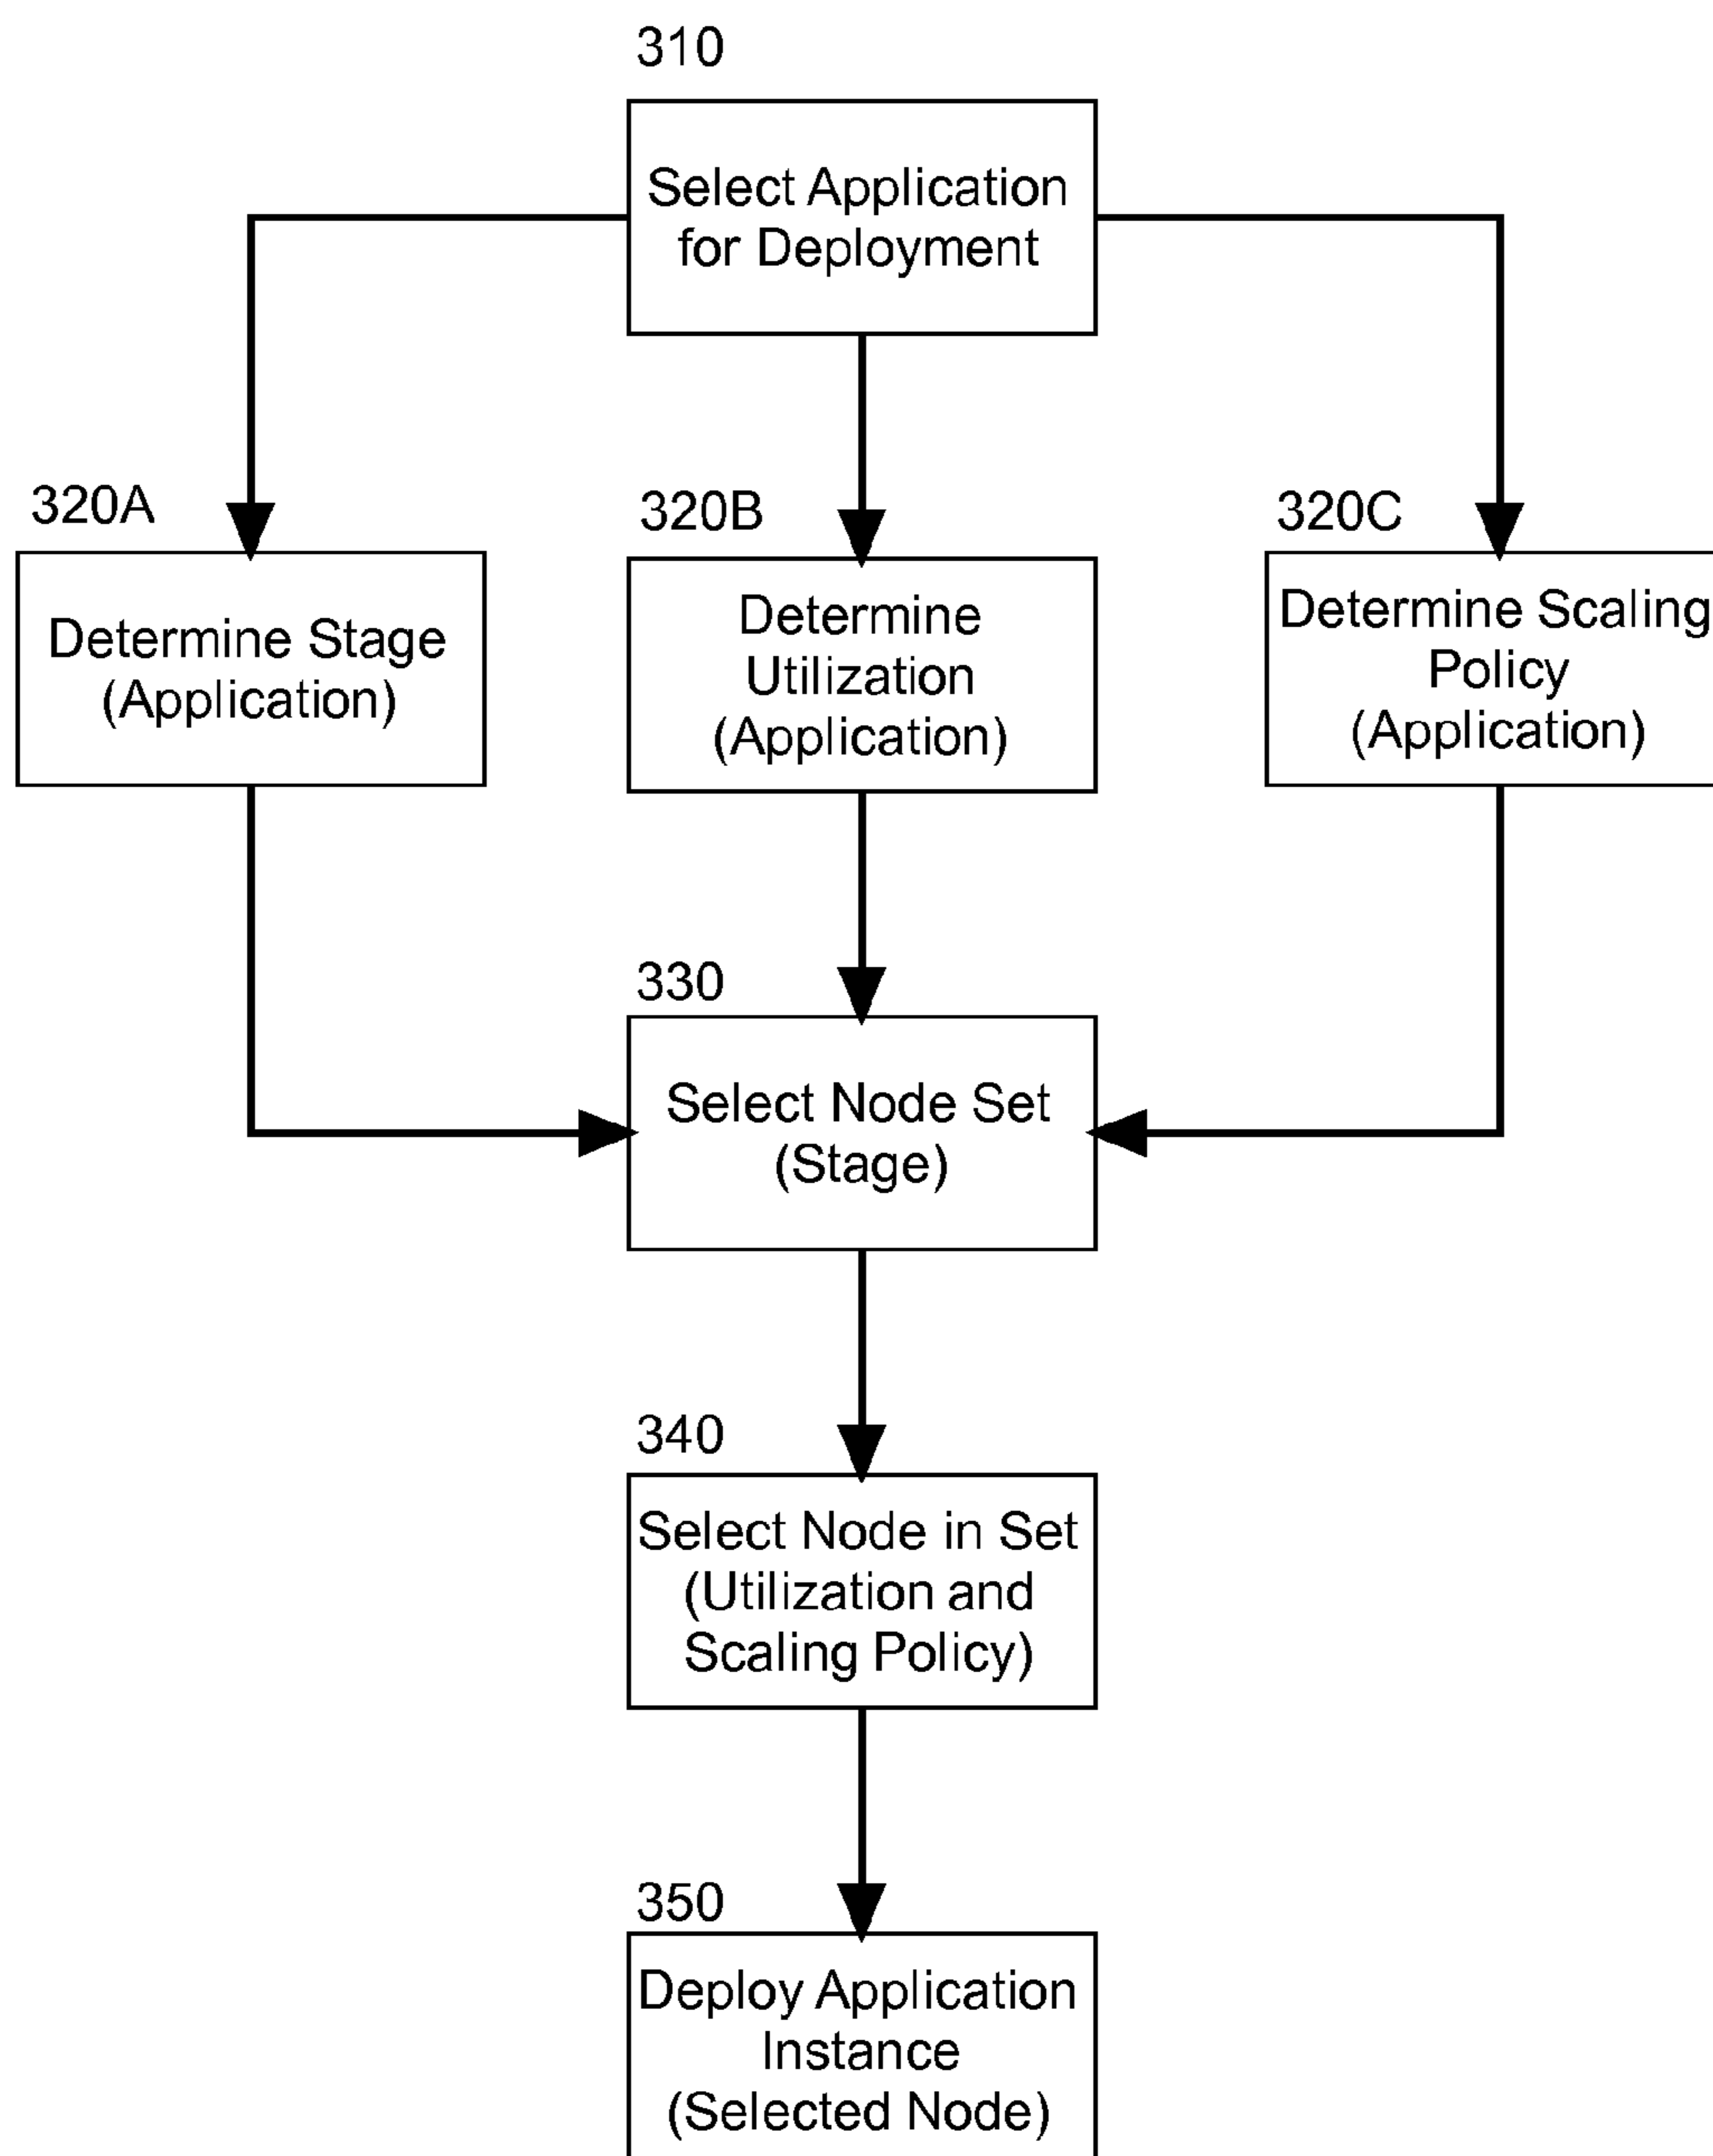 310
Select Application
for Deployment
320A
Determine Stage
(Application)
320B
Determine
Utilization
(Application)
320C
Determine Scaling
Policy
(Application)
330
Select Node Set
(Stage)
340
Select Node in Set
(Utilization and
Scaling Policy)
350
Deploy Application
Instance
(Selected Node)